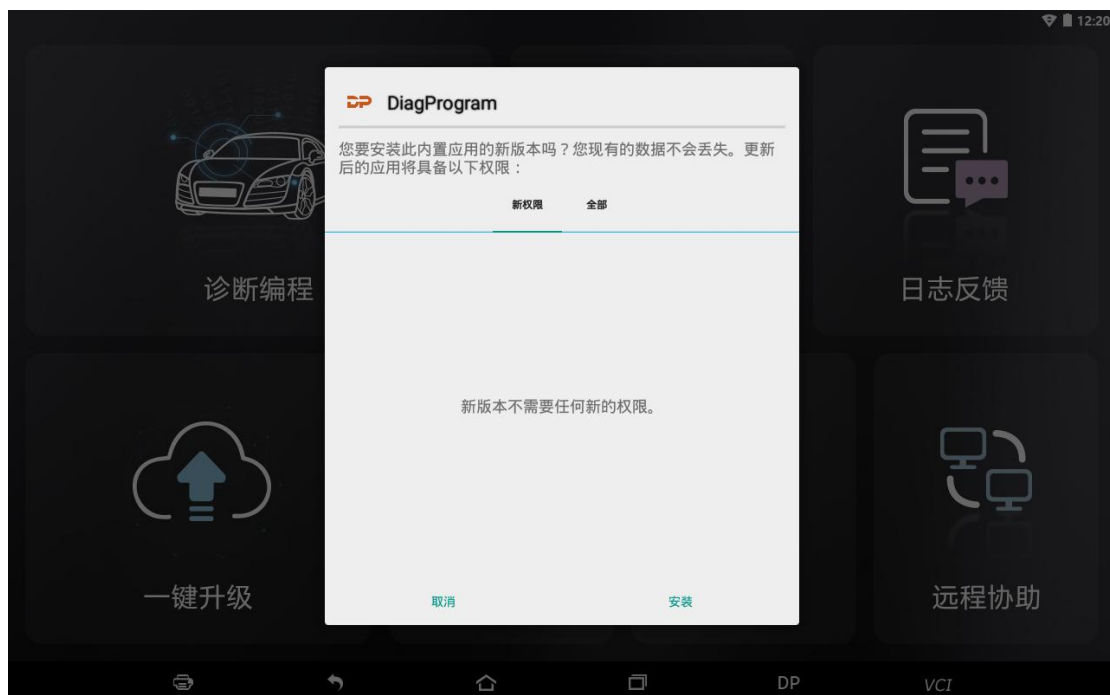 12:20
DP DiagProgram
您要安装此内置应用的新版本吗？您现有的数据不会丢失。更新
后的应用将具备以下权限：
新权限 全部
诊断编程
日志反馈
新版本不需要任何新的权限。
取消 安装
一键升级
远程协助
DP VCI